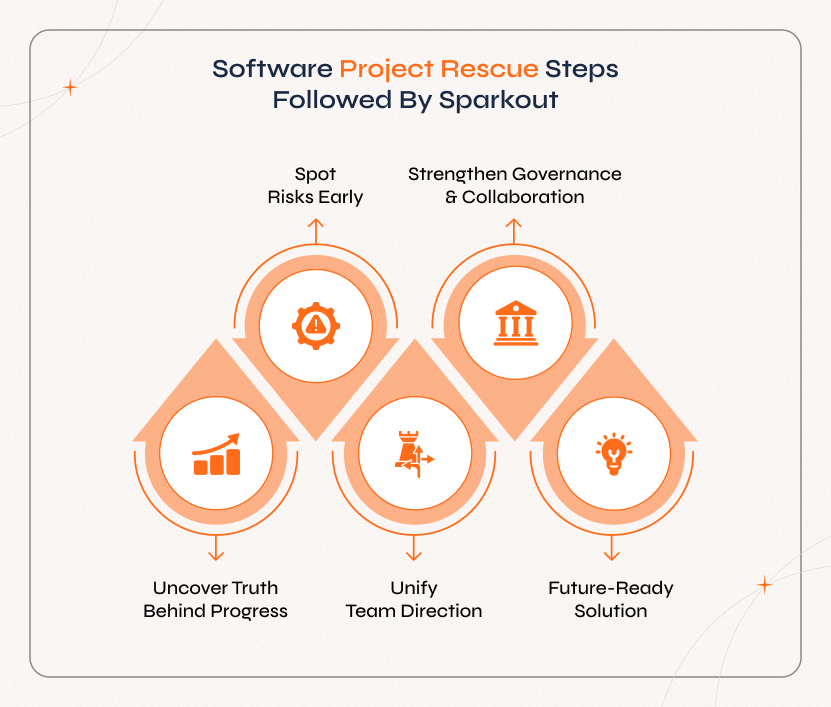 Software Project Rescue Steps
Followed By Sparkout
Spot
Risks Early
Strengthen Governance
& Collaboration
Uncover Truth
Behind Progress
Unify
Team Direction
Future-Ready
Solution